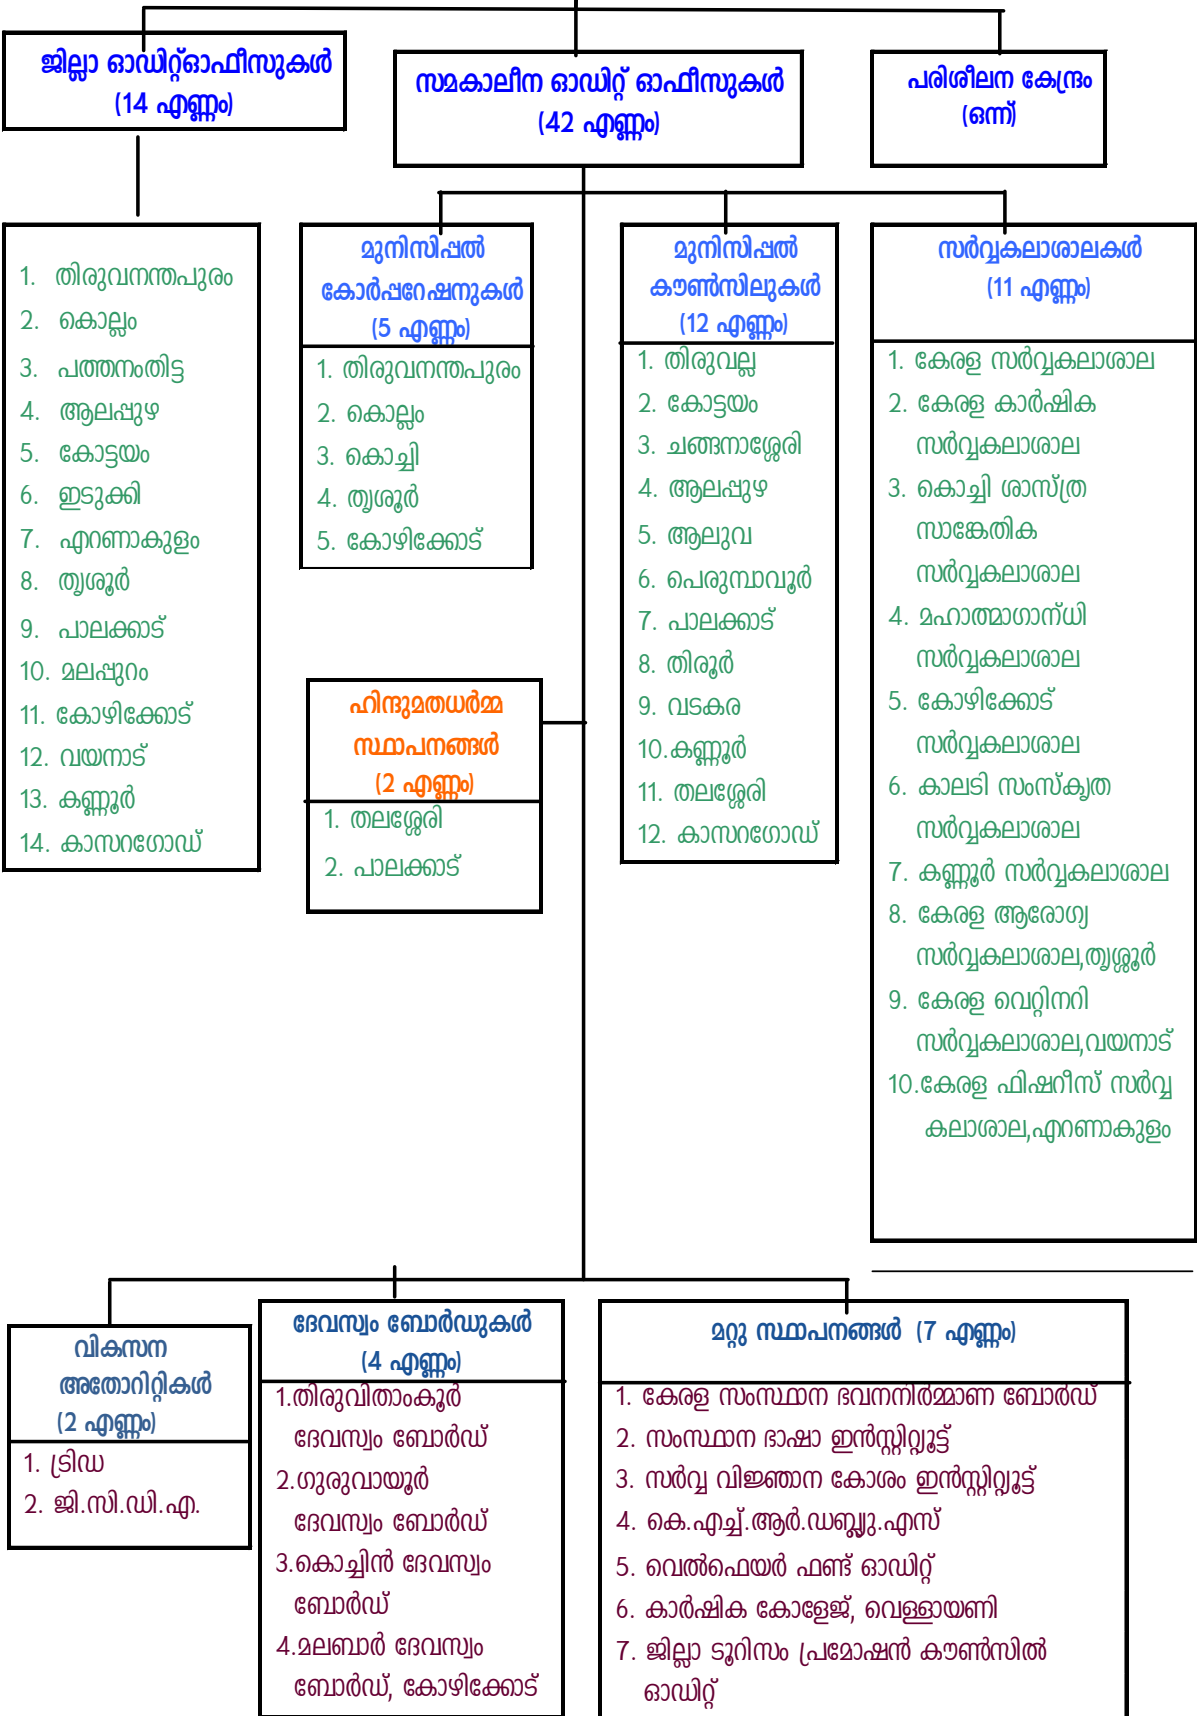 ജില്ലാ ഓഡിറ്റ്ഓഫീസുകൾ
(14 എണ്ണം)
സമകാലീന ഓഡിറ്റ് ഓഫീസുകൾ
(42 എണ്ണം)
പരിശീലന കേന്ദ്രം
(ഒന്ന്)
1. തിരുവനന്തപുരം
2. കൊല്ലം
3. പത്തനംതിട്ട
4. ആലപ്പുഴ
5. കോട്ടയം
6. ഇടുക്കി
7. എറണാകുളം
8. തൃശൂർ
9. പാലക്കാട്
10. മലപ്പുറം
11. കോഴിക്കോട്
12. വയനാട്
13. കണ്ണൂർ
14. കാസറഗോഡ്
മുനിസിപ്പൽ
കോർപ്പറേഷനുകൾ
(5 എണ്ണം)
1. തിരുവനന്തപുരം
2. കൊല്ലം
3. കൊച്ചി
4. തൃശൂർ
5. കോഴിക്കോട്
ഹിന്ദുമതധർമ്മ
സ്ഥാപനങ്ങൾ
(2 എണ്ണം)
1. തലശ്ശേരി
2. പാലക്കാട്
മുനിസിപ്പൽ
കൗൺസിലുകൾ
(12 എണ്ണം)
1. തിരുവല്ല
2. കോട്ടയം
3. ചങ്ങനാശ്ശേരി
4. ആലപ്പുഴ
5. ആലുവ
6. പെരുമ്പാവൂർ
7. പാലക്കാട്
8. തിരൂർ
9. വടകര
10.കണ്ണൂർ
11. തലശ്ശേരി
12. കാസറഗോഡ്
സർവ്വകലാശാലകൾ
(11 എണ്ണം)
1. കേരള സർവ്വകലാശാല
2. കേരള കാർഷിക
സർവ്വകലാശാല
3. കൊച്ചി ശാസ്ത്ര
സാങ്കേതിക
സർവ്വകലാശാല
4. മഹാത്മാഗാന്ധി
സർവ്വകലാശാല
5. കോഴിക്കോട്
സർവ്വകലാശാല
6. കാലടി സംസ്കൃത
സർവ്വകലാശാല
7. കണ്ണൂർ സർവ്വകലാശാല
8. കേരള ആരോഗ്യ
സർവ്വകലാശാല,തൃശ്ശൂർ
9. കേരള വെറ്റിനറി
സർവ്വകലാശാല,വയനാട്
10.കേരള ഫിഷറീസ് സർവ്വ
കലാശാല,എറണാകുളം
വികസന
അതോറിറ്റികൾ
(2 എണ്ണം)
1. ട്രിഡ
2. ജി.സി.ഡി.എ.
ദേവസ്വം ബോർഡുകൾ
(4 എണ്ണം)
1.തിരുവിതാംകൂർ
ദേവസ്വം ബോർഡ്
2.ഗുരുവായൂർ
ദേവസ്വം ബോർഡ്
3.കൊച്ചിൻ ദേവസ്വം
ബോർഡ്
4.മലബാർ ദേവസ്വം
ബോർഡ്, കോഴിക്കോട്
മറ്റു സ്ഥാപനങ്ങൾ (7 എണ്ണം)
1. കേരള സംസ്ഥാന ഭവനനിർമ്മാണ ബോർഡ്
2. സംസ്ഥാന ഭാഷാ ഇൻസ്റ്റിറ്റ്യൂട്ട്
3. സർവ്വ വിജ്ഞാന കോശം ഇൻസ്റ്റിറ്റ്യൂട്ട്
4. കെ.എച്ച്.ആർ.ഡബ്ല്യു.എസ്
5. വെൽഫെയർ ഫണ്ട് ഓഡിറ്റ്
6. കാർഷിക കോളേജ്, വെള്ളായണി
7. ജില്ലാ ടൂറിസം പ്രമോഷൻ കൗൺസിൽ
ഓഡിറ്റ്